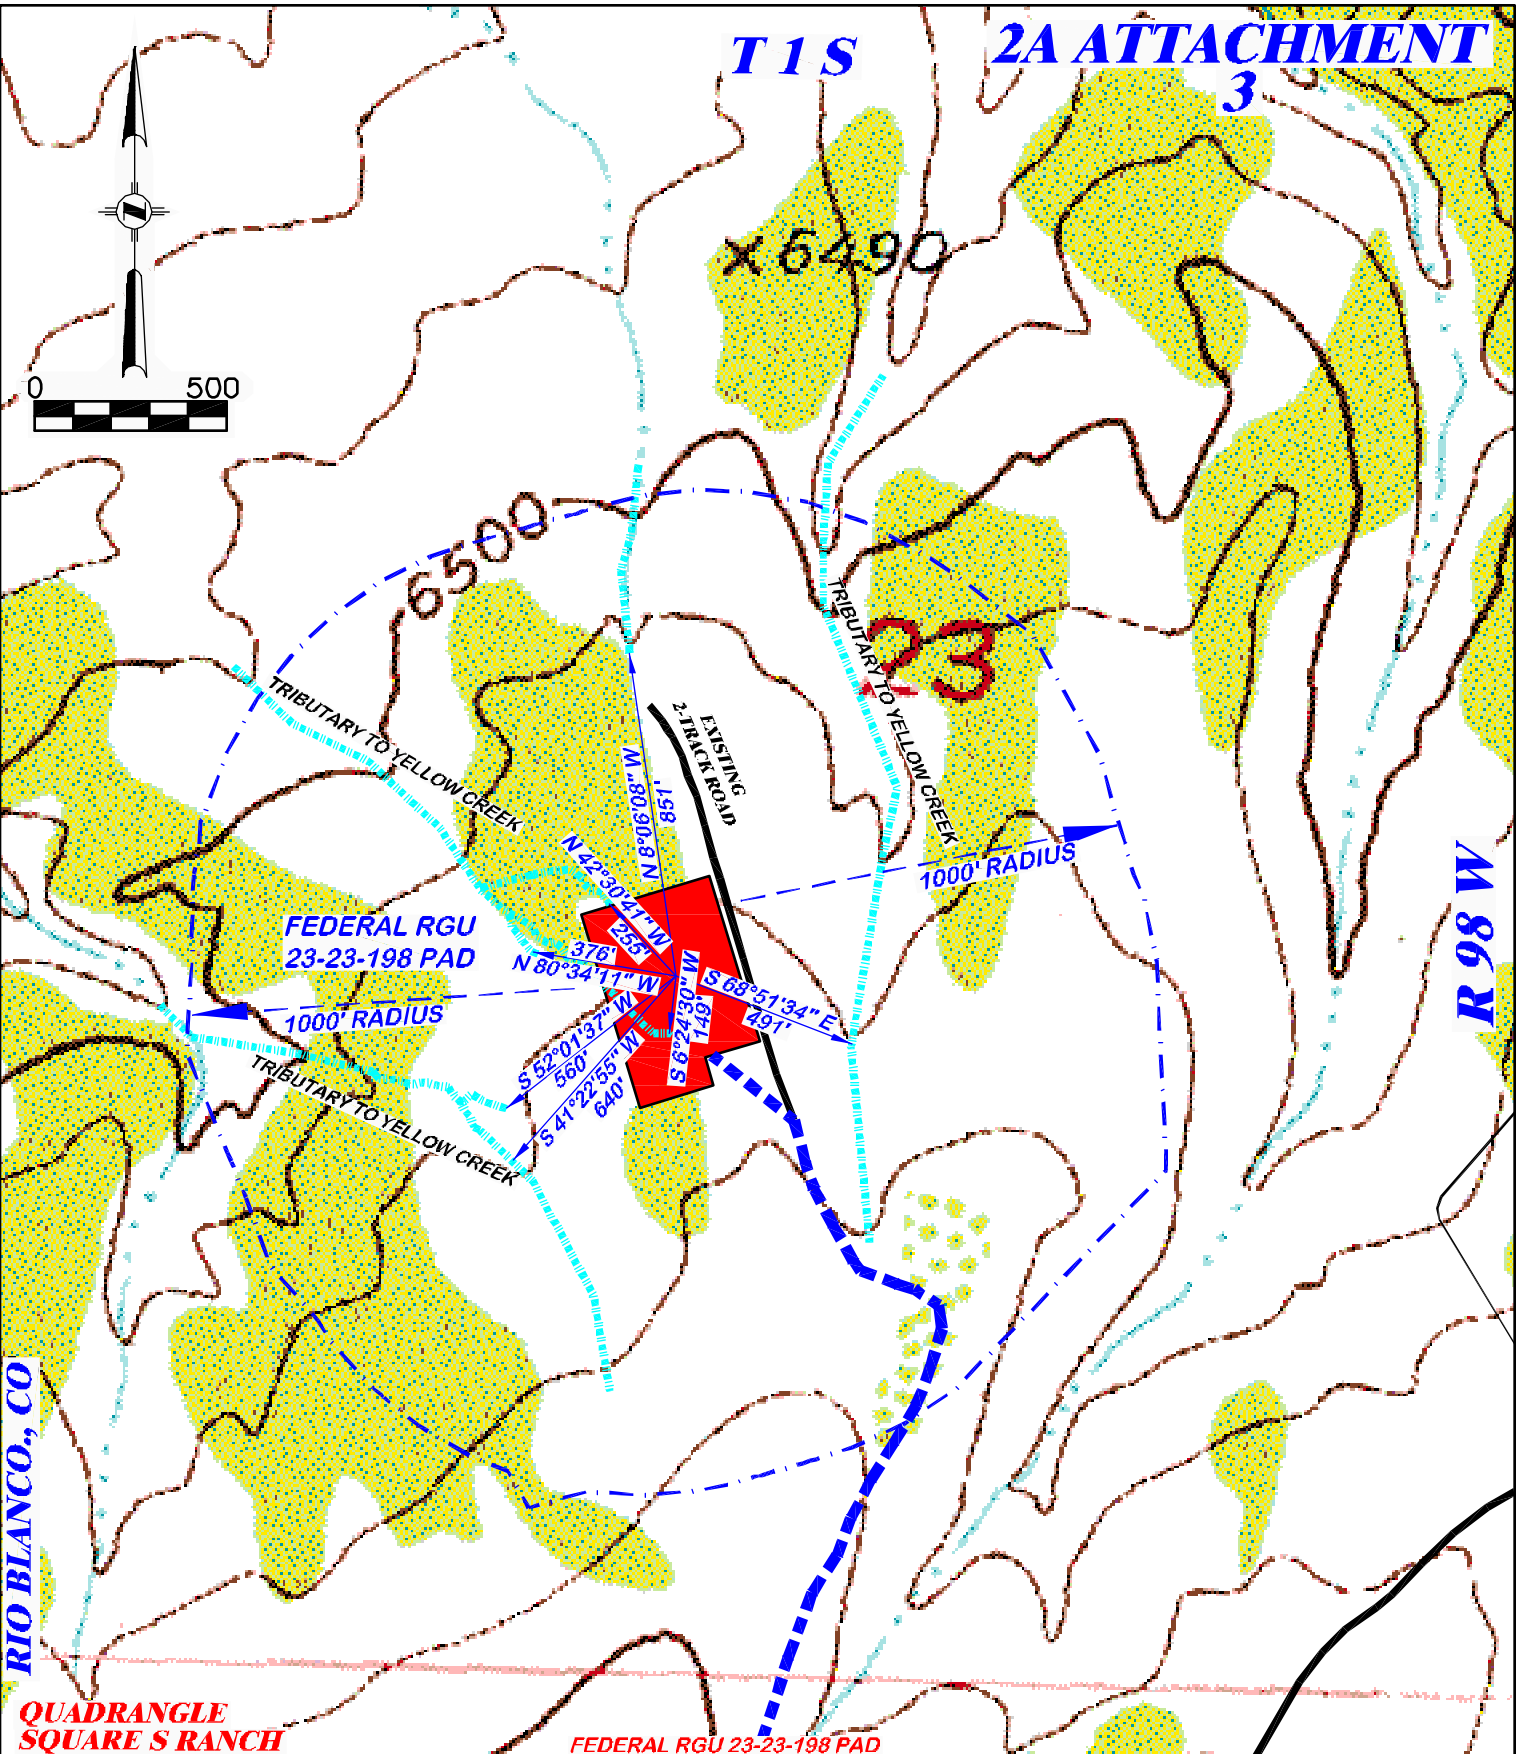 T 1 S
2A ATTACHMENT
3
N
×6490
0 500
6500
23
TRIBUTARY TO YELLOW CREEK
TRIBUTARY TO YELLOW CREEK
EXISTING
2-TRACK ROAD
N 8°06'08" W
851'
1000' RADIUS
R 98 W
N 42°30'41" W
255'
FEDERAL RGU
23-23-198 PAD
376'
N 80°34'11" W
S 68°51'34" E
491'
S 6°24'30" W
149'
1000' RADIUS
S 52°01'37" W
560'
S 41°22'55" W
640'
TRIBUTARY TO YELLOW CREEK
RIO BLANCO., CO
QUADRANGLE
SQUARE S RANCH
FEDERAL RGU 23-23-198 PAD